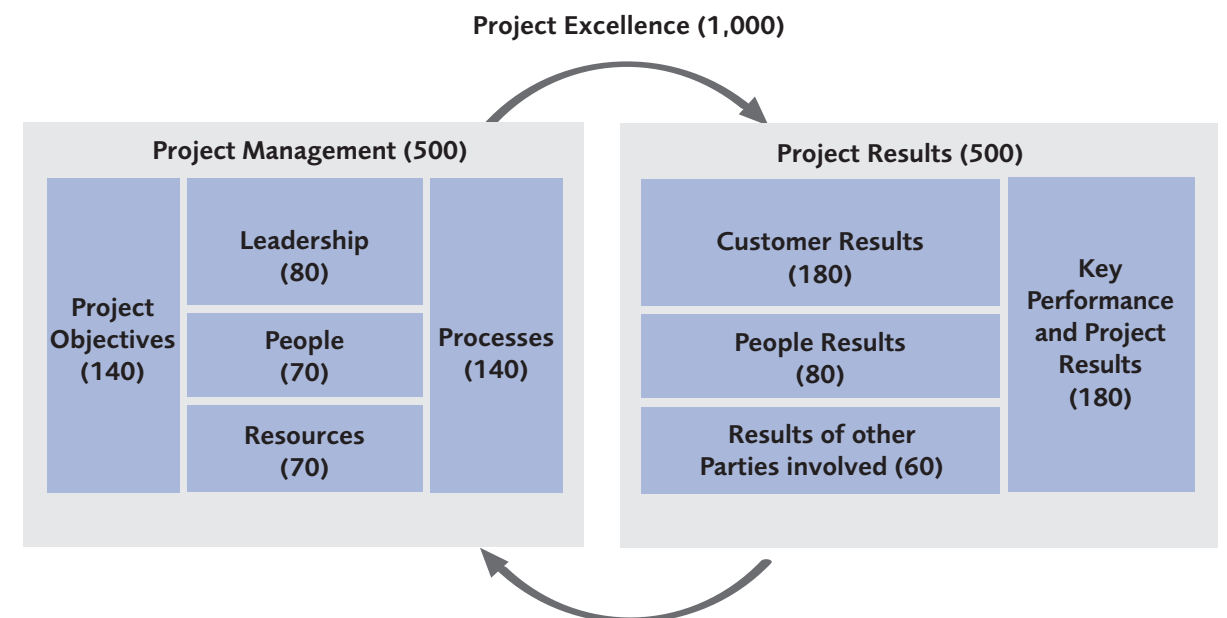 Project Excellence (1,000)
Project Management (500)
Project
Objectives
(140)
Leadership
(80)
People
(70)
Resources
(70)
Processes
(140)
Project Results (500)
Customer Results
(180)
People Results
(80)
Results of other
Parties involved (60)
Key
Performance
and Project
Results
(180)